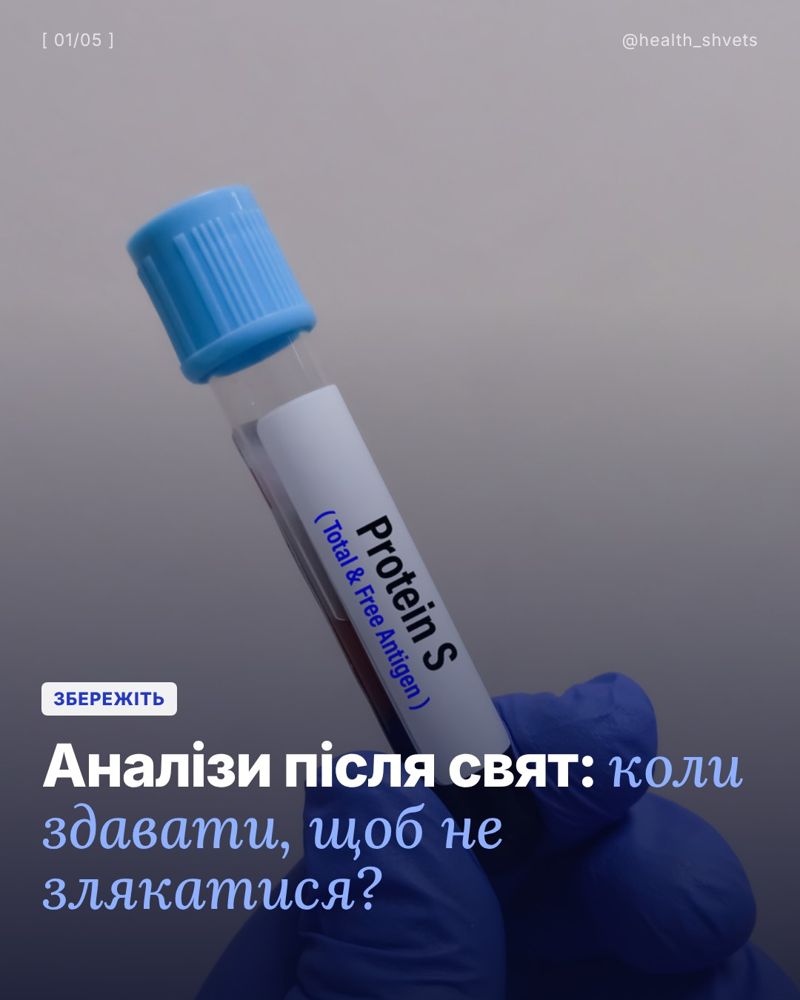 [ 01/05 ]
@health_shvets
Protein S
( Total & Free Antigen )
ЗБЕРЕЖІТЬ
Аналізи після свят: коли
здавати, щоб не
злякатися?